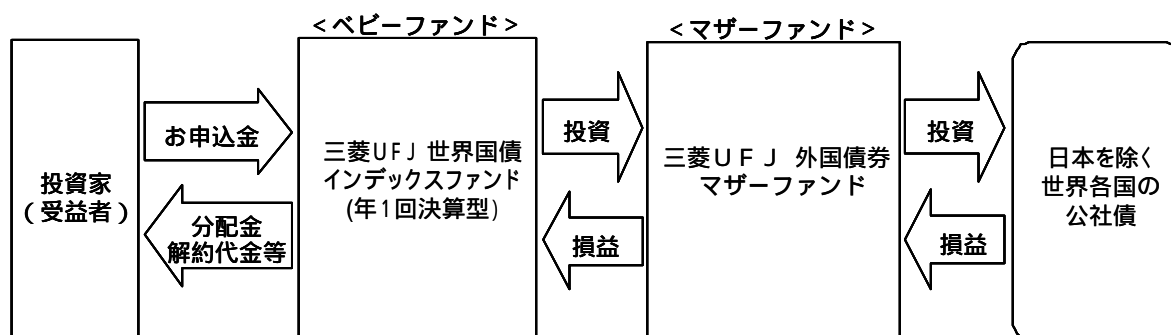 <ベビーファンド>
<マザーファンド>
投資家
(受益者)
お申込金
分配金
解約代金等
三菱UFJ 世界国債
インデックスファンド
(年1回決算型)
投資
損益
三菱UFJ 外国債券
マザーファンド
投資
損益
日本を除く
世界各国の
公社債